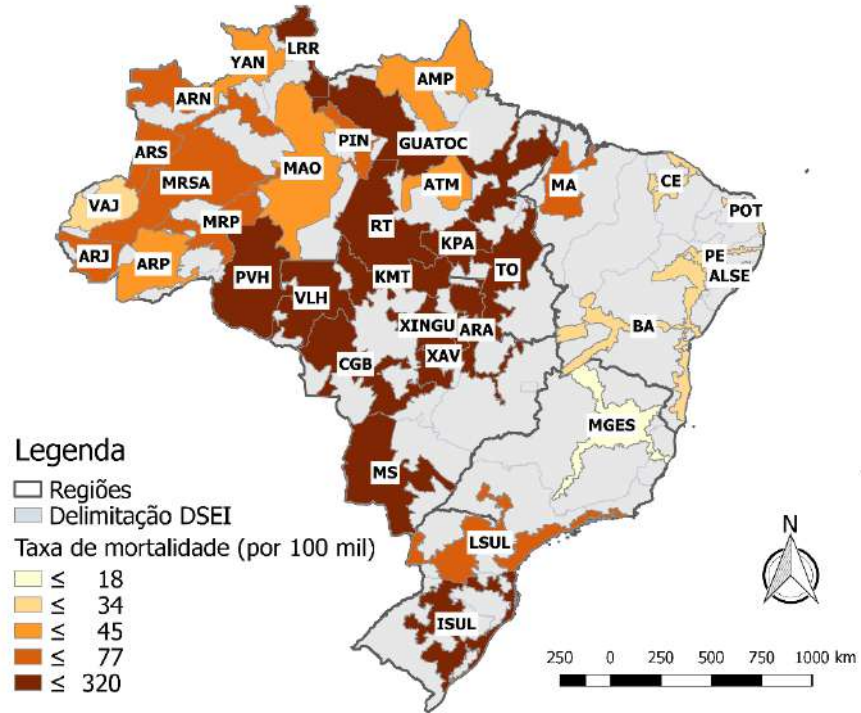 LRR
YAN
AMP
ARN
PIN
GUATOC
ARS
MAO
MRSA
ATM
MA
CE
VAJ
POT
MRP
RT
KPA
PE
ARJ
ARP
TO
ALSE
PVH
KMT
VLH
XINGU
ARA
BA
XAV
CGB
MGES
MS
LSUL
ISUL
Legenda
Regiões
Delimitação DSEI
Taxa de mortalidade (por 100 mil)
≤ 18
≤ 34
≤ 45
≤ 77
≤ 320
N
250 0 250 500 750 1000 km